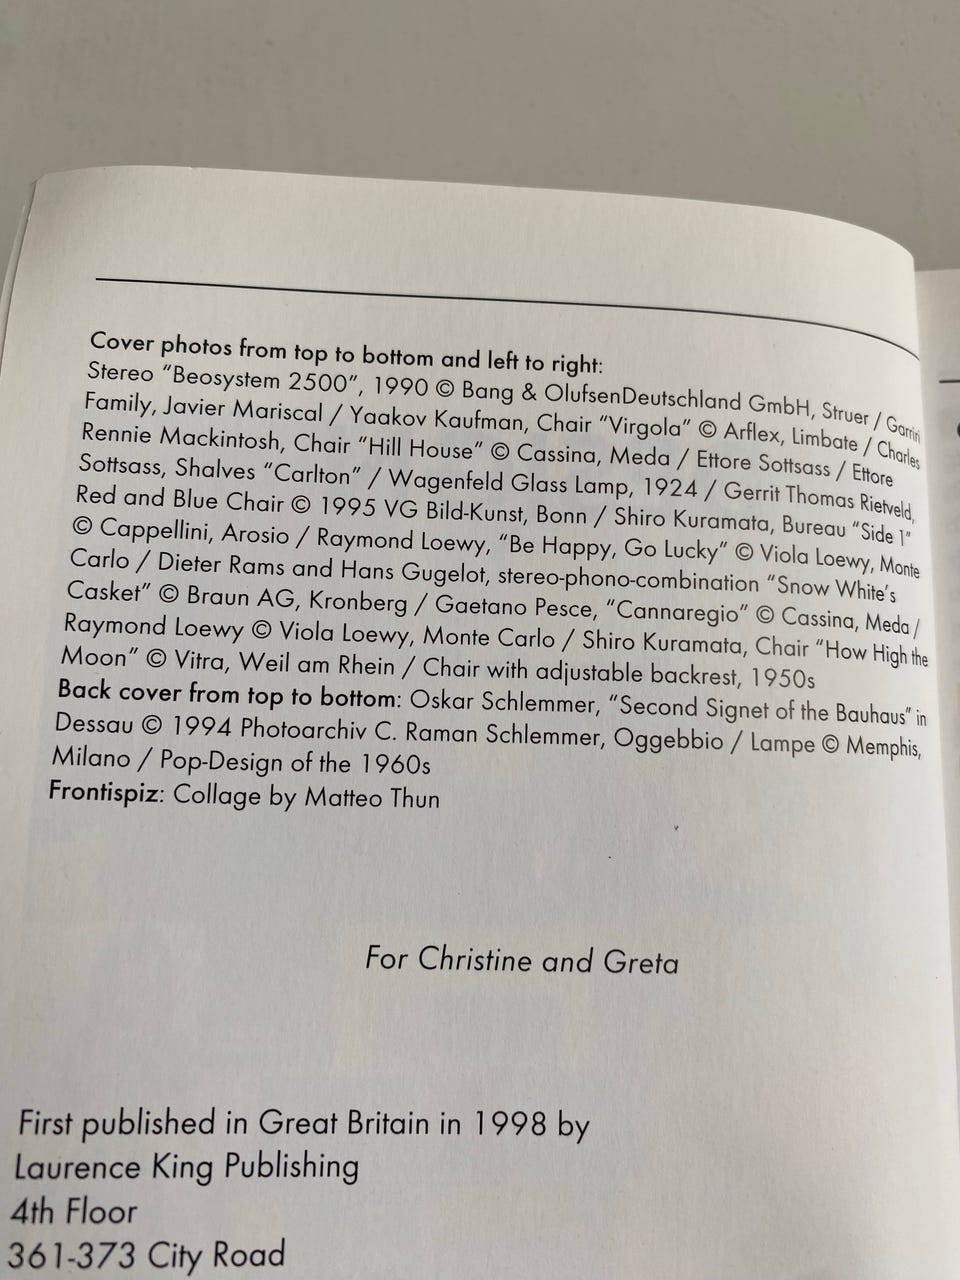 Cover photos from top to bottom and left to right:
Stereo "Beosystem 2500", 1990 © Bang & OlufsenDeutschland GmbH, Struer / Garriri
Family, Javier Mariscal / Yaakov Kaufman, Chair "Virgola" © Arflex, Limbate / Charles
Rennie Mackintosh, Chair "Hill House" © Cassina, Meda / Ettore Sottsass / Ettore
Sottsass, Shalves "Carlton" / Wagenfeld Glass Lamp, 1924 / Gerrit Thomas Rietveld,
Red and Blue Chair © 1995 VG Bild-Kunst, Bonn / Shiro Kuramata, Bureau "Side 1"
© Cappellini, Arosio / Raymond Loewy, "Be Happy, Go Lucky" © Viola Loewy, Monte
Carlo / Dieter Rams and Hans Gugelot, stereo-phono-combination "Snow White's
Casket" © Braun AG, Kronberg / Gaetano Pesce, "Cannaregio" © Cassina, Meda /
Raymond Loewy © Viola Loewy, Monte Carlo / Shiro Kuramata, Chair "How High the
Moon" © Vitra, Weil am Rhein / Chair with adjustable backrest, 1950s
Back cover from top to bottom: Oskar Schlemmer, "Second Signet of the Bauhaus" in
Dessau © 1994 Photoarchiv C. Raman Schlemmer, Oggebbio / Lampe © Memphis,
Milano / Pop-Design of the 1960s
Frontispiz: Collage by Matteo Thun
For Christine and Greta
First published in Great Britain in 1998 by
Laurence King Publishing
4th Floor
361-373 City Road